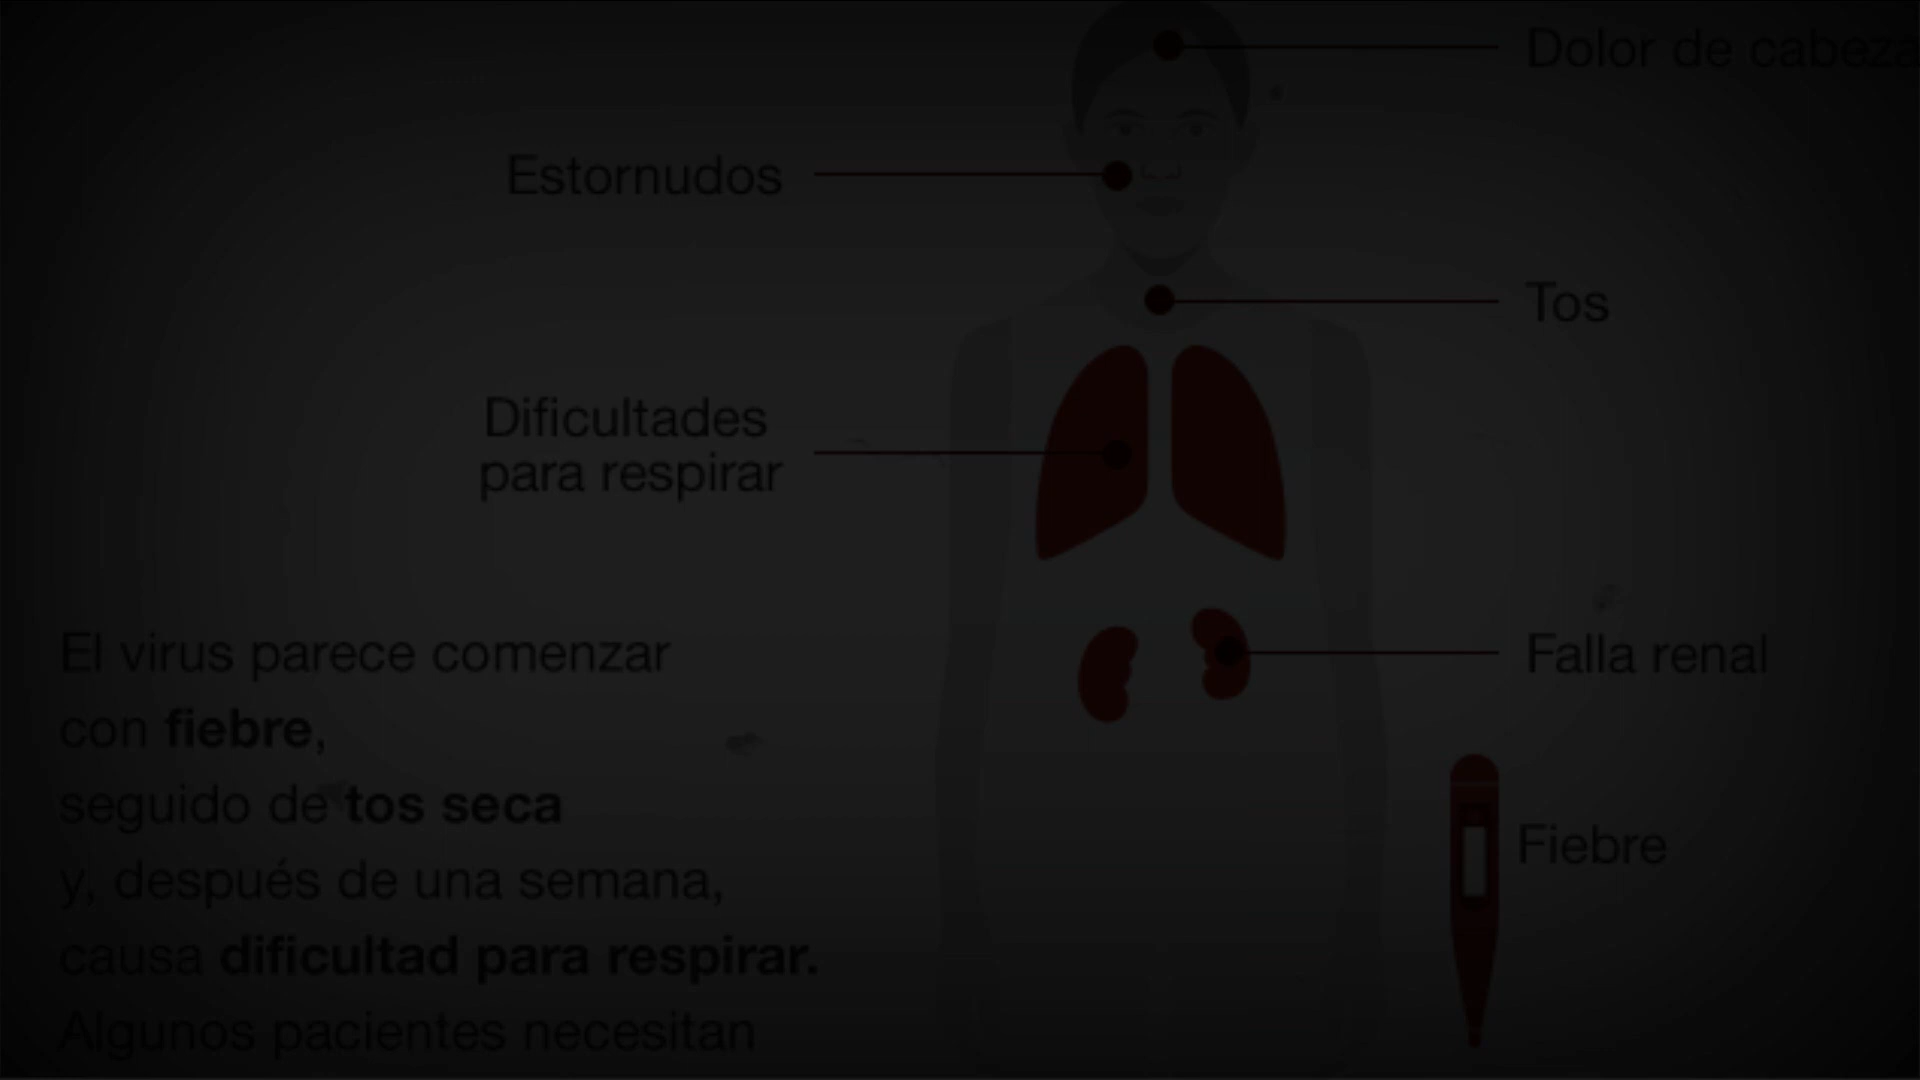 Dolor de cabeza
Estornudos
Tos
Dificultades
para respirar
El virus parece comenzar
con fiebre,
seguido de tos seca
y, después de una semana,
causa dificultad para respirar.
Algunos pacientes necesitan
Falla renal
Fiebre